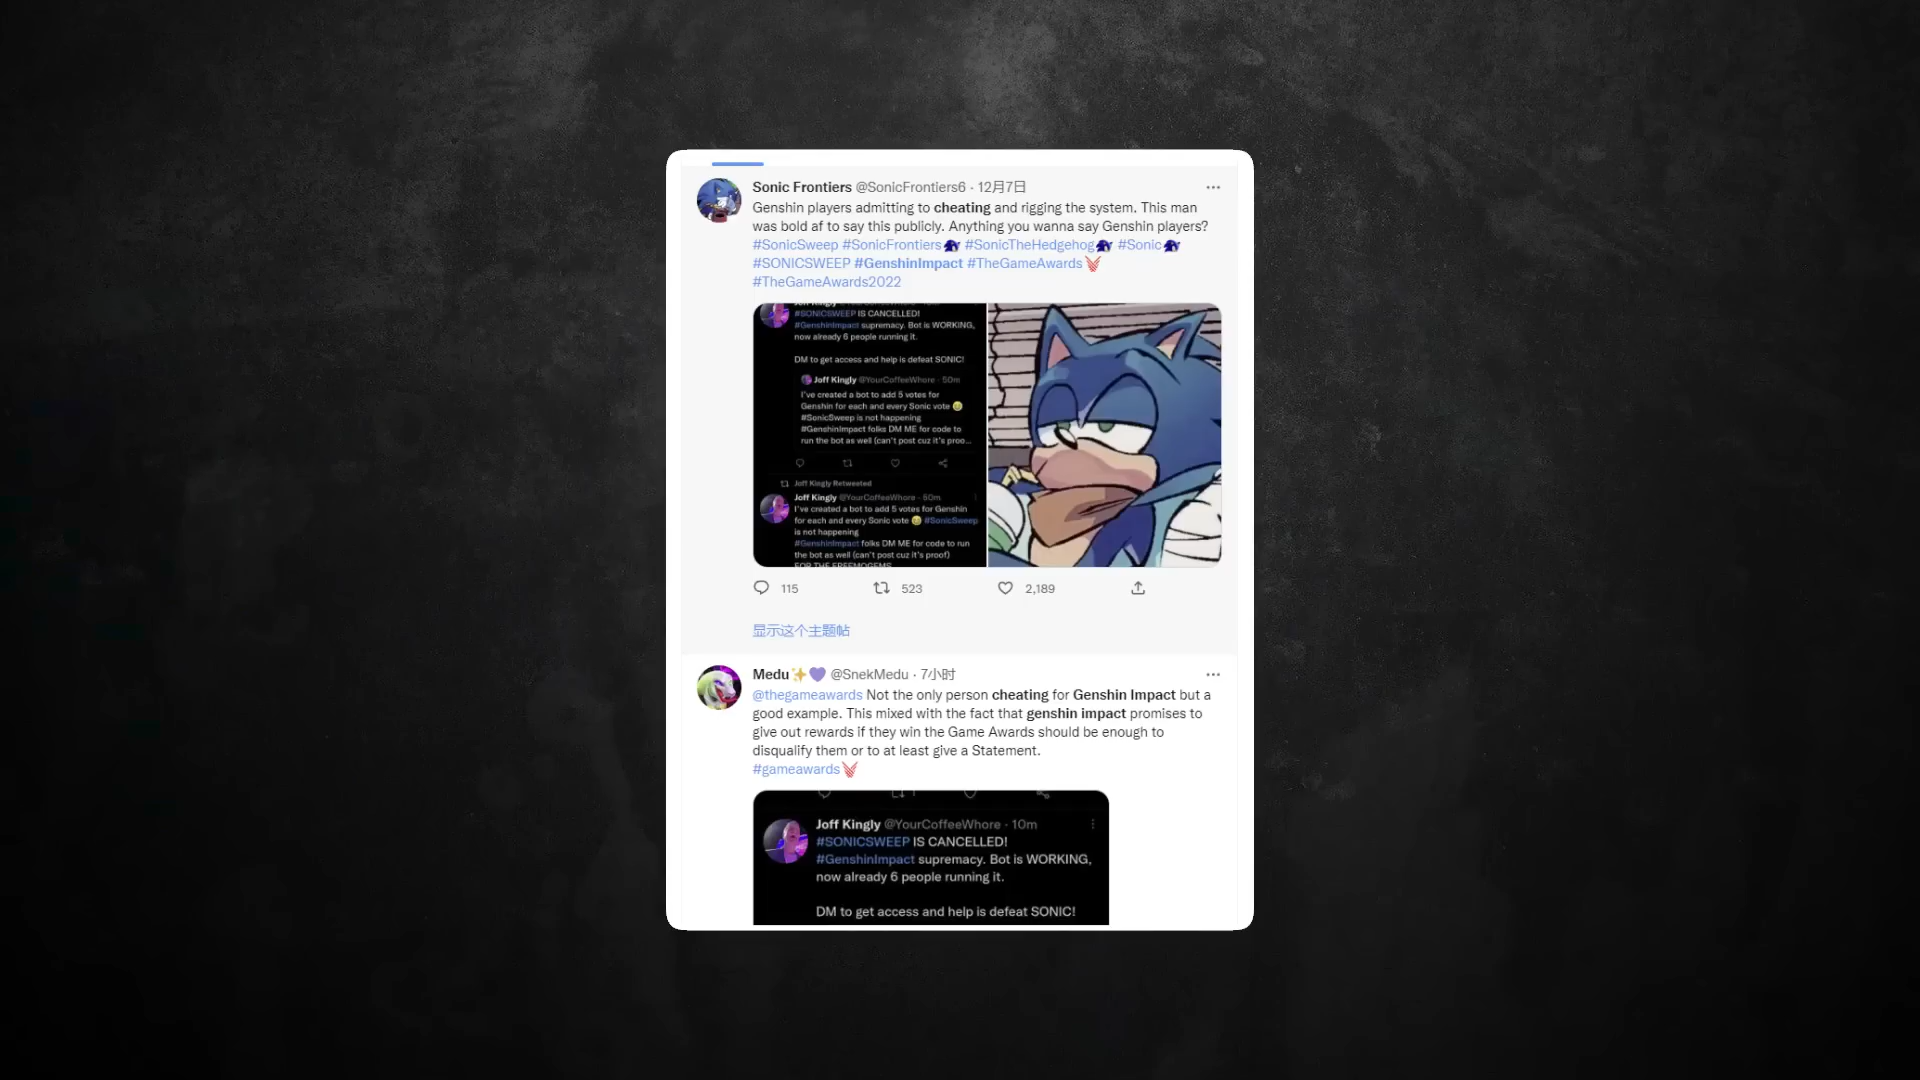 Sonic Frontiers @SonicFrontiers6 · 12月7日
Genshin players admitting to cheating and rigging the system. This man
was bold af to say this publicly. Anything you wanna say Genshin players?
#SonicSweep #SonicFrontiers #SonicTheHedgehog #Sonic
#SONICSWEEP #GenshinImpact #TheGameAwards
#TheGameAwards2022
#SONICSWEEP IS CANCELLED!
#GenshinImpact supremacy. Bot is WORKING,
now already 6 people running it.
DM to get access and help is defeat SONIC!
Joff Kingly @YourCoffeeWhore · 50m
I've created a bot to add 5 votes for
Genshin for each and every Sonic vote 🥹
#SonicSweep is not happening
#GenshinImpact folks DM ME for code to
run the bot as well (can't post cuz it's proo...
Joff Kingly Retweeted
Joff Kingly @YourCoffeeWhore · 50m
I've created a bot to add 5 votes for Genshin
for each and every Sonic vote 🥹 #SonicSweep
is not happening
#GenshinImpact folks DM ME for code to run
the bot as well (can't post cuz it's proof)
FOR THE FREEMOGEMS
115 523 2,189
显示这个主题帖
Medu✨💜 @SnekMedu · 7小时
@thegameawards Not the only person cheating for Genshin Impact but a
good example. This mixed with the fact that genshin impact promises to
give out rewards if they win the Game Awards should be enough to
disqualify them or to at least give a Statement.
#gameawards
1
Joff Kingly @YourCoffeeWhore · 10m
#SONICSWEEP IS CANCELLED!
#GenshinImpact supremacy. Bot is WORKING,
now already 6 people running it.
DM to get access and help is defeat SONIC!